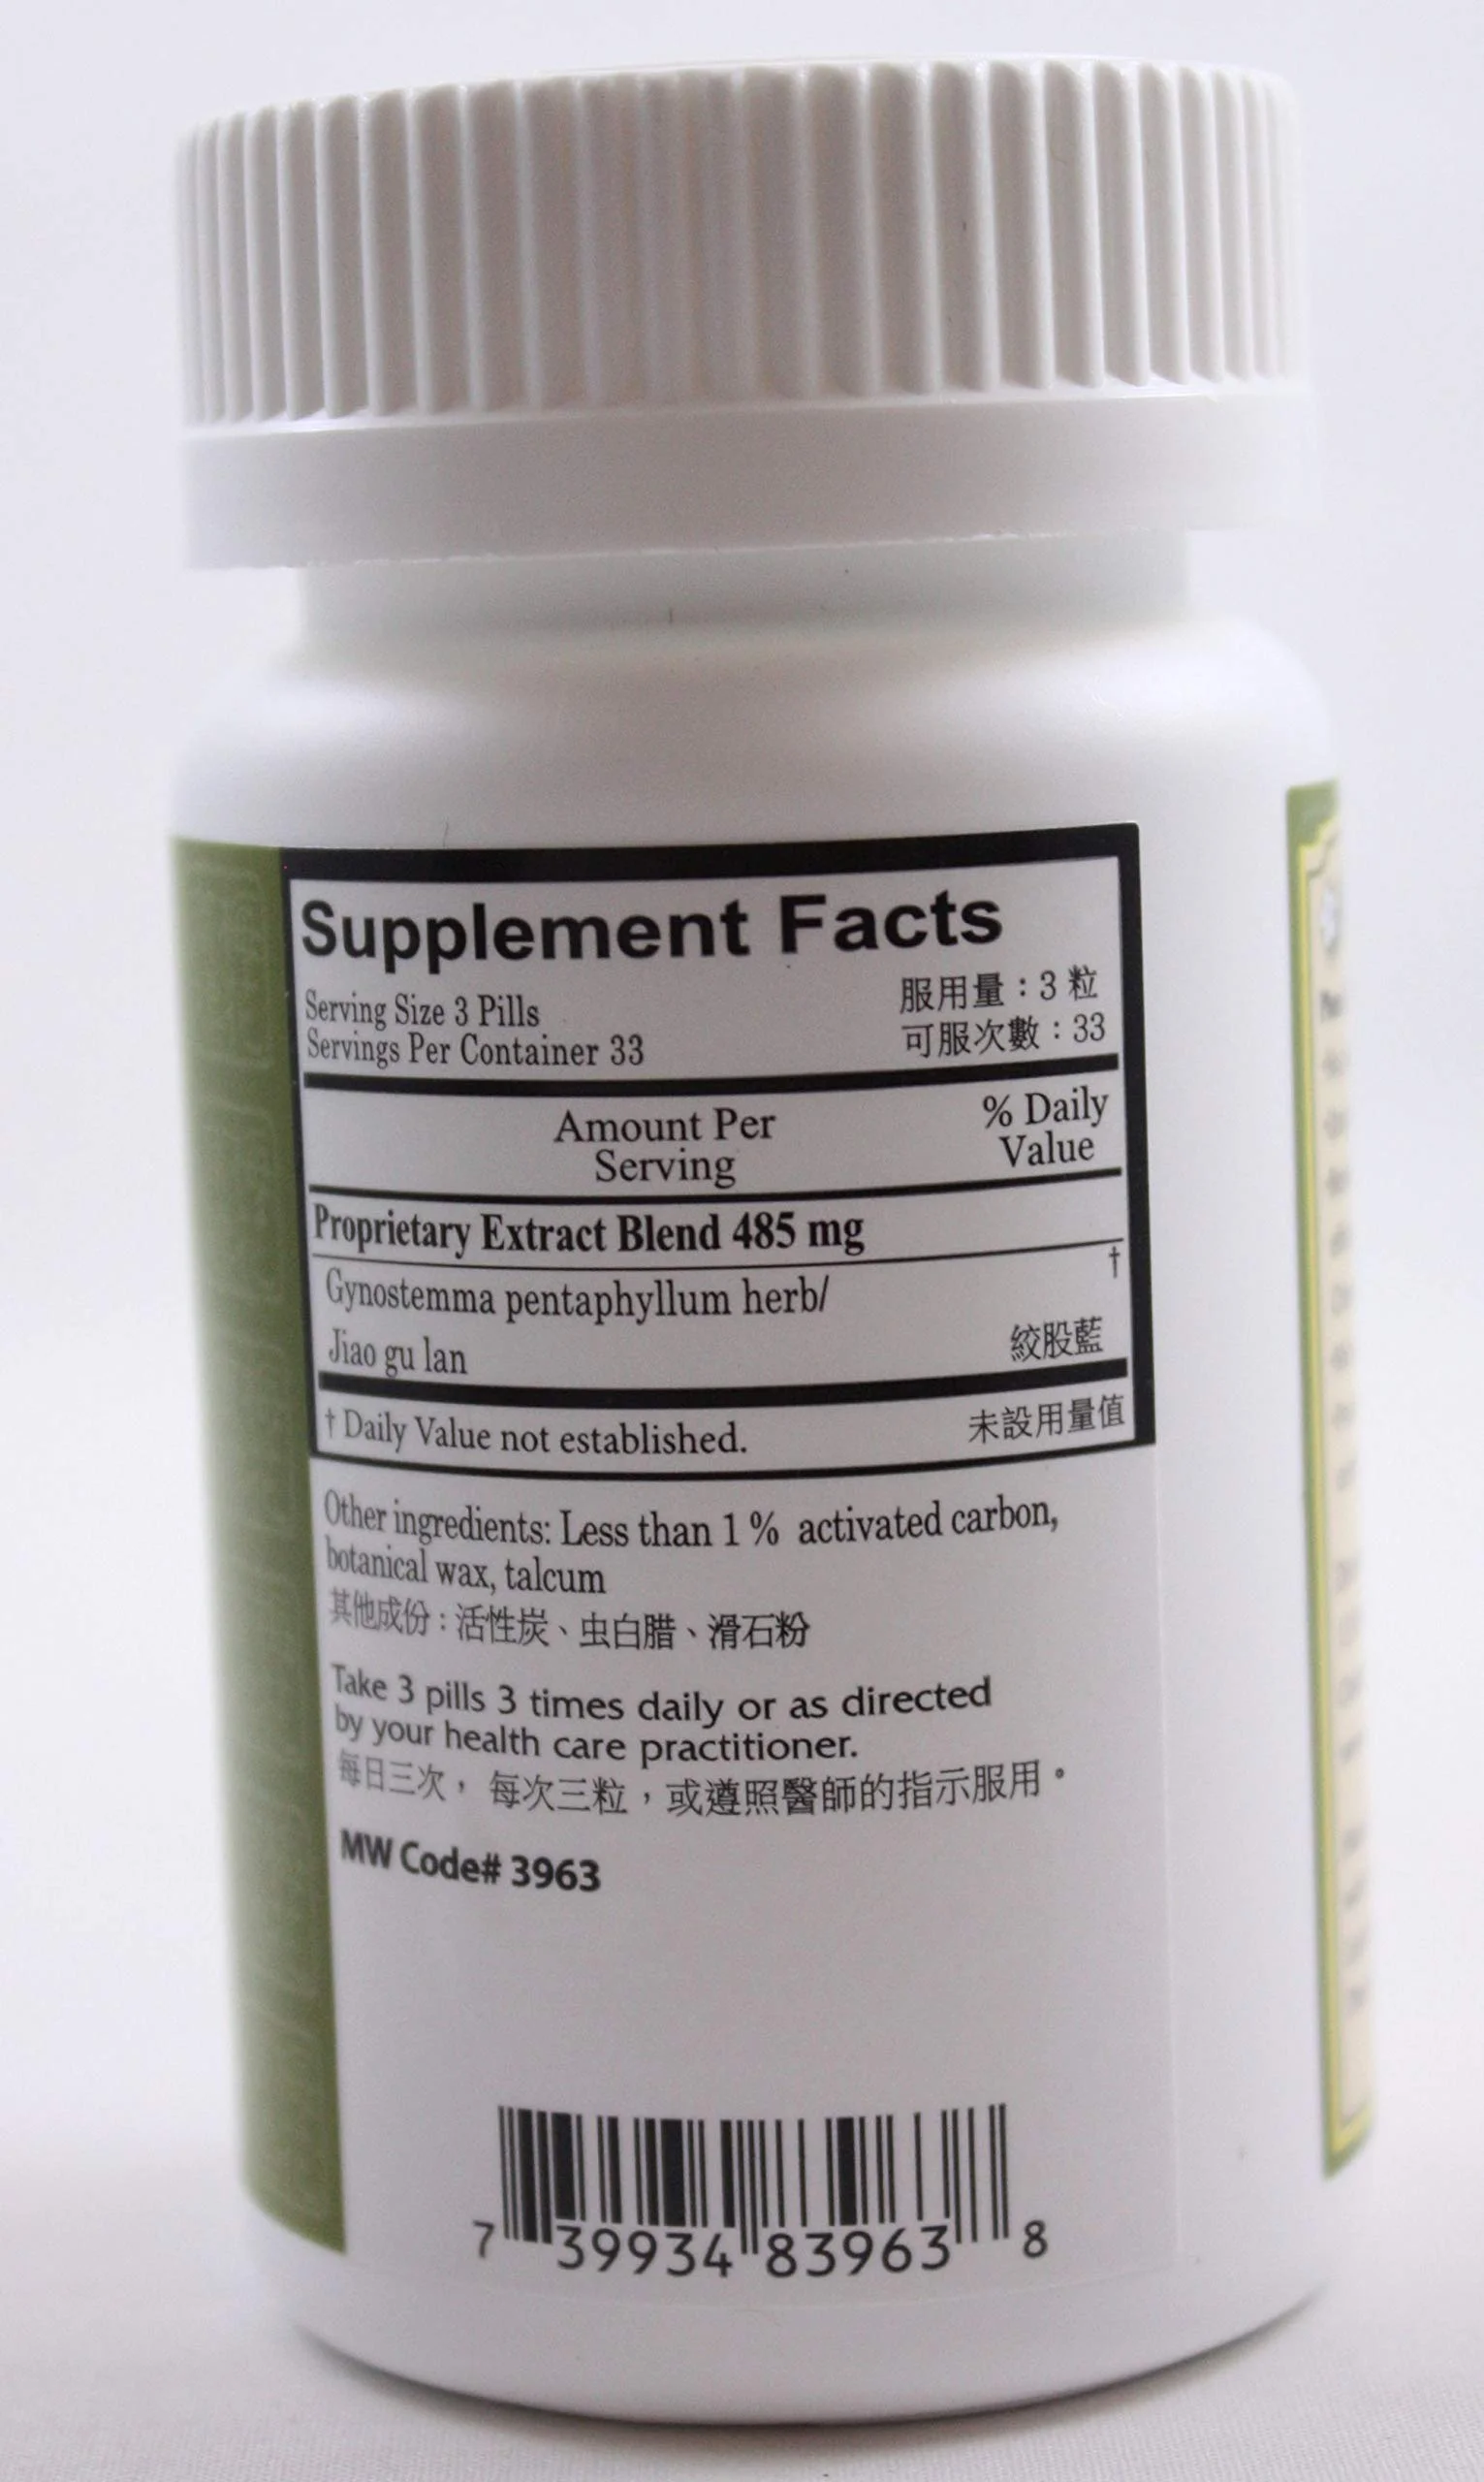 Supplement Facts
Serving Size 3 Pills 服用量：3 粒
Servings Per Container 33 可服次數：33
Amount Per % Daily
Serving Value
Proprietary Extract Blend 485 mg
†
Gynostemma pentaphyllum herb/
Jiao gu lan 絞股藍
† Daily Value not established. 未設用量值
Other ingredients: Less than 1% activated carbon,
botanical wax, talcum
其他成份：活性炭、虫白腊、滑石粉
Take 3 pills 3 times daily or as directed
by your health care practitioner.
每日三次，每次三粒，或遵照醫師的指示服用。
MW Code# 3963
7 39934 83963 8